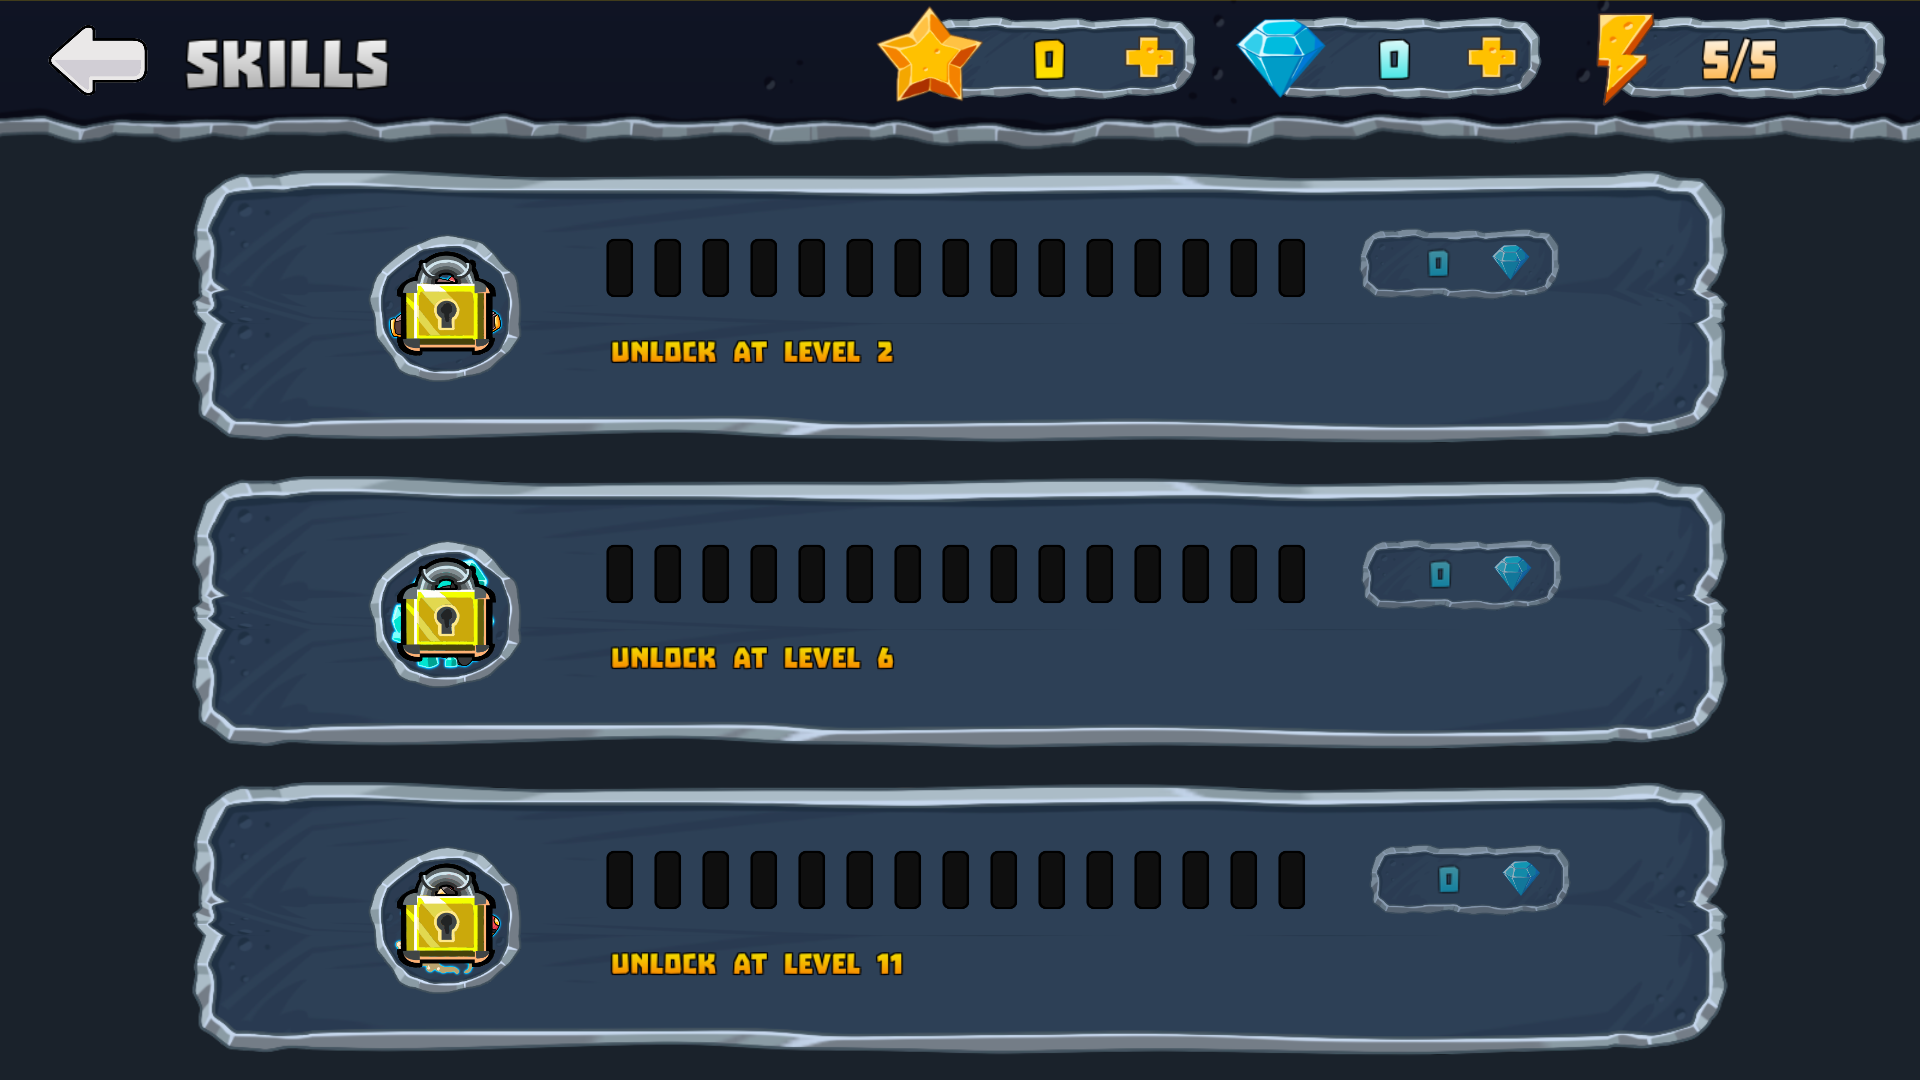 SKILLS 0 0 5/5
0
UNLOCK AT LEVEL 2
0
UNLOCK AT LEVEL 6
0
UNLOCK AT LEVEL 11